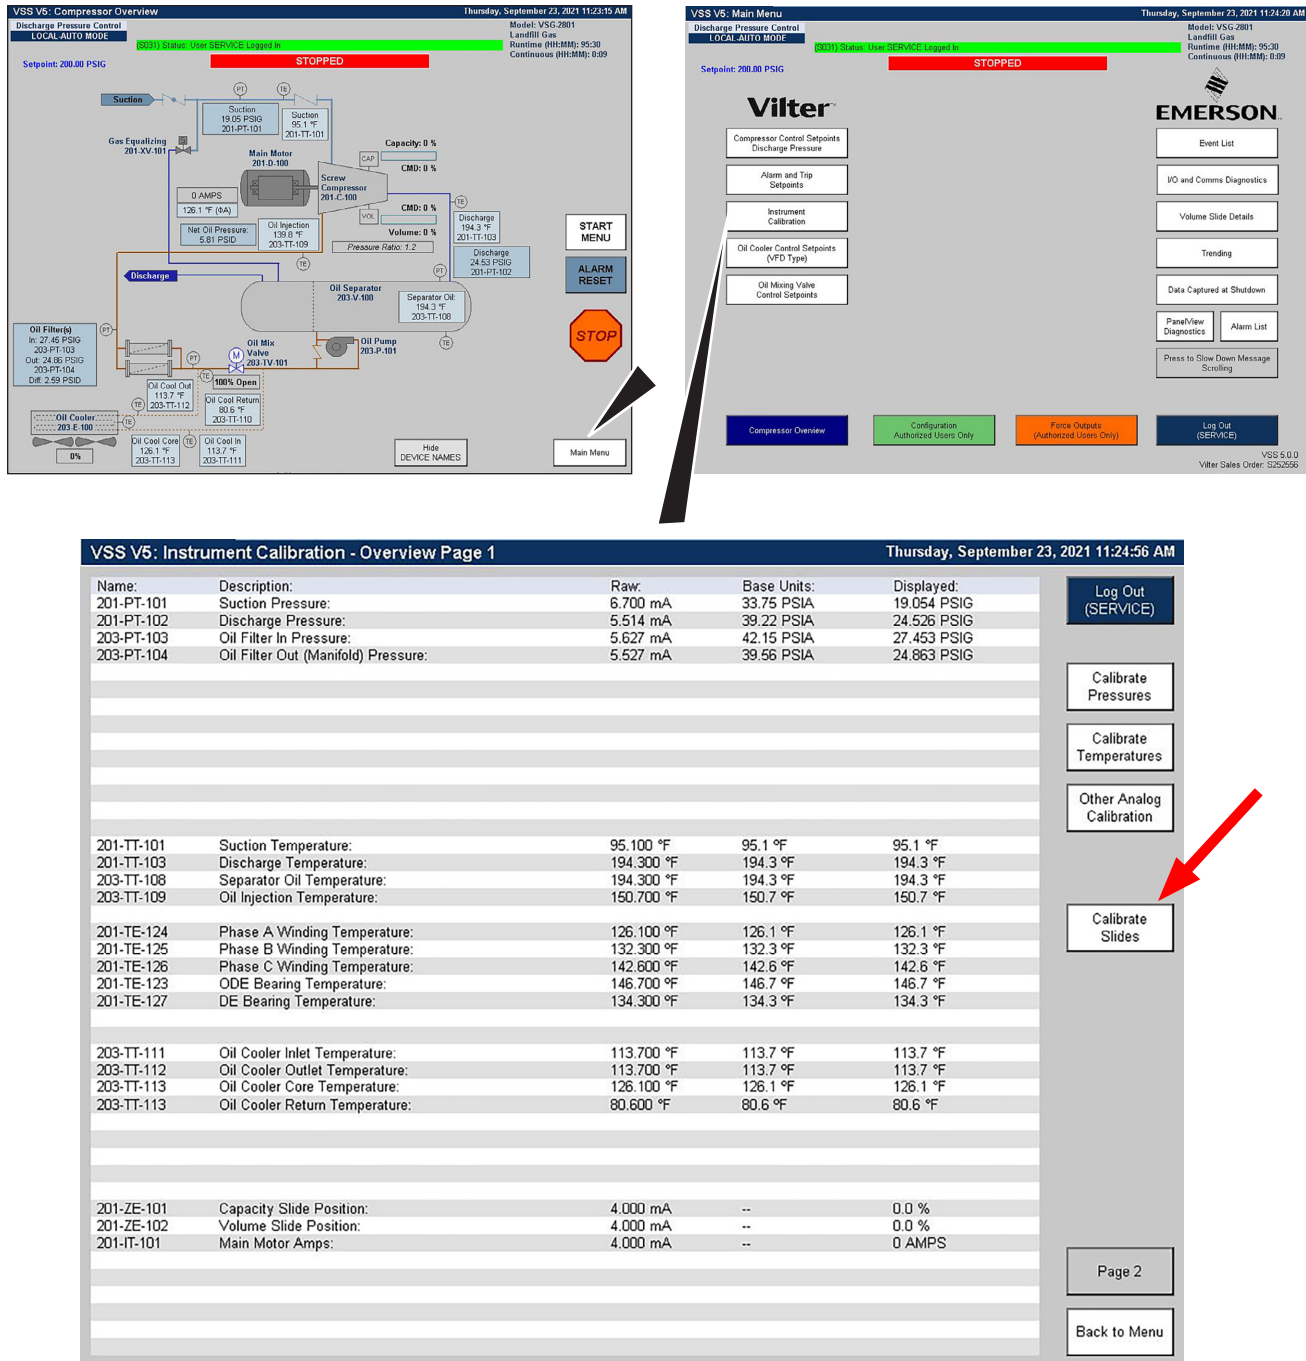 VSS V5: Compressor Overview
Thursday, September 23, 2021 11:23:15 AM
Discharge Pressure Control
LOCAL-AUTO MODE
Model: VSG-2801
Landfill Gas
Runtime (HH:MM): 95:30
Continuous (HH:MM): 0:09
(S031) Status: User SERVICE Logged In
STOPPED
Setpoint: 200.00 PSIG
Suction
PT
TE
Suction
19.05 PSIG
201-PT-101
Suction
95.1 °F
201-TT-101
Gas Equalizing
201-XV-101
Main Motor
201-D-100
CAP
Capacity: 0 %
CMD: 0 %
Screw
Compressor
201-C-100
0 AMPS
126.1 °F (ΦA)
VOL
CMD: 0 %
Volume: 0 %
TE
Net Oil Pressure:
5.81 PSID
Oil Injection
139.8 °F
203-TT-109
Pressure Ratio: 1.2
Discharge
194.3 °F
201-TT-103
START
MENU
TE
PT
Discharge
24.53 PSIG
201-PT-102
ALARM
RESET
Discharge
Oil Separator
203-V-100
Separator Oil:
194.3 °F
203-TT-108
STOP
Oil Filter(s)
In: 27.45 PSIG
203-PT-103
Out: 24.86 PSIG
203-PT-104
Diff: 2.59 PSID
PT
PT
M
Oil Mix
Valve
203-TV-101
Oil Pump
203-P-101
TE
TE
100% Open
Oil Cool Out
113.7 °F
203-TT-112
TE
Oil Cool Return
80.6 °F
203-TT-110
Oil Cooler
203-E-100
TE
TE
0%
Oil Cool Core
126.1 °F
203-TT-113
Oil Cool In
113.7 °F
203-TT-111
Hide
DEVICE NAMES
Main Menu
VSS V5: Main Menu
Thursday, September 23, 2021 11:24:20 AM
Discharge Pressure Control
LOCAL-AUTO MODE
Model: VSG-2801
Landfill Gas
Runtime (HH:MM): 95:30
Continuous (HH:MM): 0:09
(S031) Status: User SERVICE Logged In
STOPPED
Setpoint: 200.00 PSIG
Vilter
EMERSON
Compressor Control Setpoints
Discharge Pressure
Event List
Alarm and Trip
Setpoints
I/O and Comms Diagnostics
Instrument
Calibration
Volume Slide Details
Oil Cooler Control Setpoints
(VFD Type)
Trending
Oil Mixing Valve
Control Setpoints
Data Captured at Shutdown
PanelView
Diagnostics
Alarm List
Press to Slow Down Message
Scrolling
Compressor Overview
Configuration
Authorized Users Only
Force Outputs
(Authorized Users Only)
Log Out
(SERVICE)
VSS 5.0.0
Vilter Sales Order: S252556
VSS V5: Instrument Calibration - Overview Page 1
Thursday, September 23, 2021 11:24:56 AM
Name: Description: Raw: Base Units: Displayed:
201-PT-101 Suction Pressure: 6.700 mA 33.75 PSIA 19.054 PSIG
201-PT-102 Discharge Pressure: 5.514 mA 39.22 PSIA 24.526 PSIG
203-PT-103 Oil Filter In Pressure: 5.627 mA 42.15 PSIA 27.453 PSIG
203-PT-104 Oil Filter Out (Manifold) Pressure: 5.527 mA 39.56 PSIA 24.863 PSIG
201-TT-101 Suction Temperature: 95.100 °F 95.1 °F 95.1 °F
201-TT-103 Discharge Temperature: 194.300 °F 194.3 °F 194.3 °F
203-TT-108 Separator Oil Temperature: 194.300 °F 194.3 °F 194.3 °F
203-TT-109 Oil Injection Temperature: 150.700 °F 150.7 °F 150.7 °F
201-TE-124 Phase A Winding Temperature: 126.100 °F 126.1 °F 126.1 °F
201-TE-125 Phase B Winding Temperature: 132.300 °F 132.3 °F 132.3 °F
201-TE-126 Phase C Winding Temperature: 142.600 °F 142.6 °F 142.6 °F
201-TE-123 ODE Bearing Temperature: 146.700 °F 146.7 °F 146.7 °F
201-TE-127 DE Bearing Temperature: 134.300 °F 134.3 °F 134.3 °F
203-TT-111 Oil Cooler Inlet Temperature: 113.700 °F 113.7 °F 113.7 °F
203-TT-112 Oil Cooler Outlet Temperature: 113.700 °F 113.7 °F 113.7 °F
203-TT-113 Oil Cooler Core Temperature: 126.100 °F 126.1 °F 126.1 °F
203-TT-113 Oil Cooler Return Temperature: 80.600 °F 80.6 °F 80.6 °F
201-ZE-101 Capacity Slide Position: 4.000 mA -- 0.0 %
201-ZE-102 Volume Slide Position: 4.000 mA -- 0.0 %
201-IT-101 Main Motor Amps: 4.000 mA -- 0 AMPS
Log Out
(SERVICE)
Calibrate
Pressures
Calibrate
Temperatures
Other Analog
Calibration
Calibrate
Slides
Page 2
Back to Menu